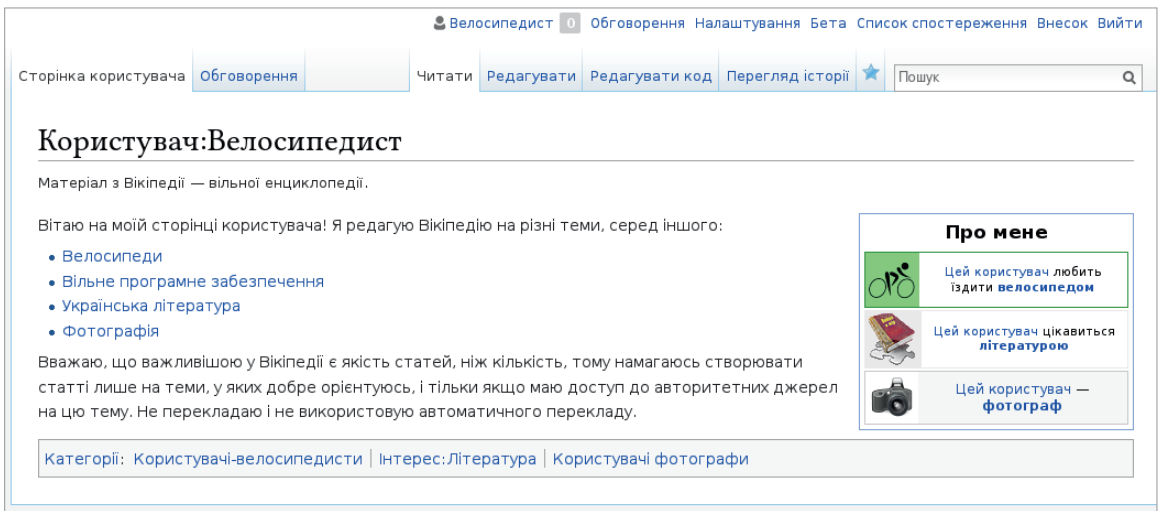 Велосипедист 0 Обговорення Налаштування Бета Список спостереження Внесок Вийти
Сторінка користувача Обговорення Читати Редагувати Редагувати код Перегляд історії Пошук
Користувач:Велосипедист
Матеріал з Вікіпедії — вільної енциклопедії.
Вітаю на моїй сторінці користувача! Я редагую Вікіпедію на різні теми, серед іншого:
• Велосипеди
• Вільне програмне забезпечення
• Українська література
• Фотографія
Вважаю, що важливішою у Вікіпедії є якість статей, ніж кількість, тому намагаюсь створювати
статті лише на теми, у яких добре орієнтуюсь, і тільки якщо маю доступ до авторитетних джерел
на цю тему. Не перекладаю і не використовую автоматичного перекладу.
Про мене
Цей користувач любить
їздити велосипедом
Цей користувач цікавиться
літературою
Цей користувач —
фотограф
Категорії: Користувачі-велосипедисти | Інтерес:Література | Користувачі фотографи